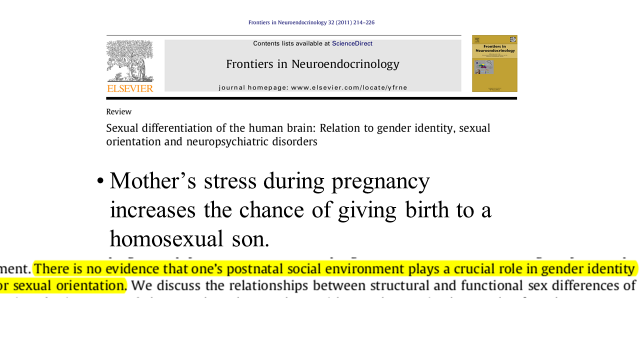 Frontiers in Neuroendocrinology 32 (2011) 214–226
Contents lists available at ScienceDirect
Frontiers in Neuroendocrinology
journal homepage: www.elsevier.com/locate/yfrne
ELSEVIER
Frontiers in
Neuroendocrinology
Review
Sexual differentiation of the human brain: Relation to gender identity, sexual
orientation and neuropsychiatric disorders
• Mother's stress during pregnancy
increases the chance of giving birth to a
homosexual son.
ment. There is no evidence that one's postnatal social environment plays a crucial role in gender identity
or sexual orientation. We discuss the relationships between structural and functional sex differences of